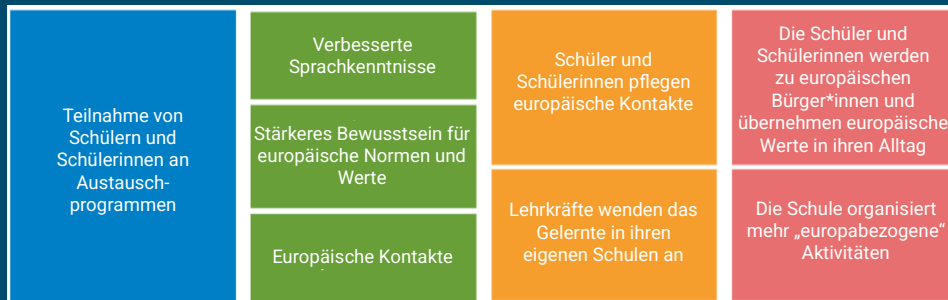 Teilnahme von
Schülern und
Schülerinnen an
Austausch-
programmen
Verbesserte
Sprachkenntnisse
Stärkeres Bewusstsein für
europäische Normen und
Werte
Europäische Kontakte
Schüler und
Schülerinnen pflegen
europäische Kontakte
Lehrkräfte wenden das
Gelernte in ihren
eigenen Schulen an
Die Schüler und
Schülerinnen werden
zu europäischen
Bürger*innen und
übernehmen europäische
Werte in ihren Alltag
Die Schule organisiert
mehr „europabezogene“
Aktivitäten